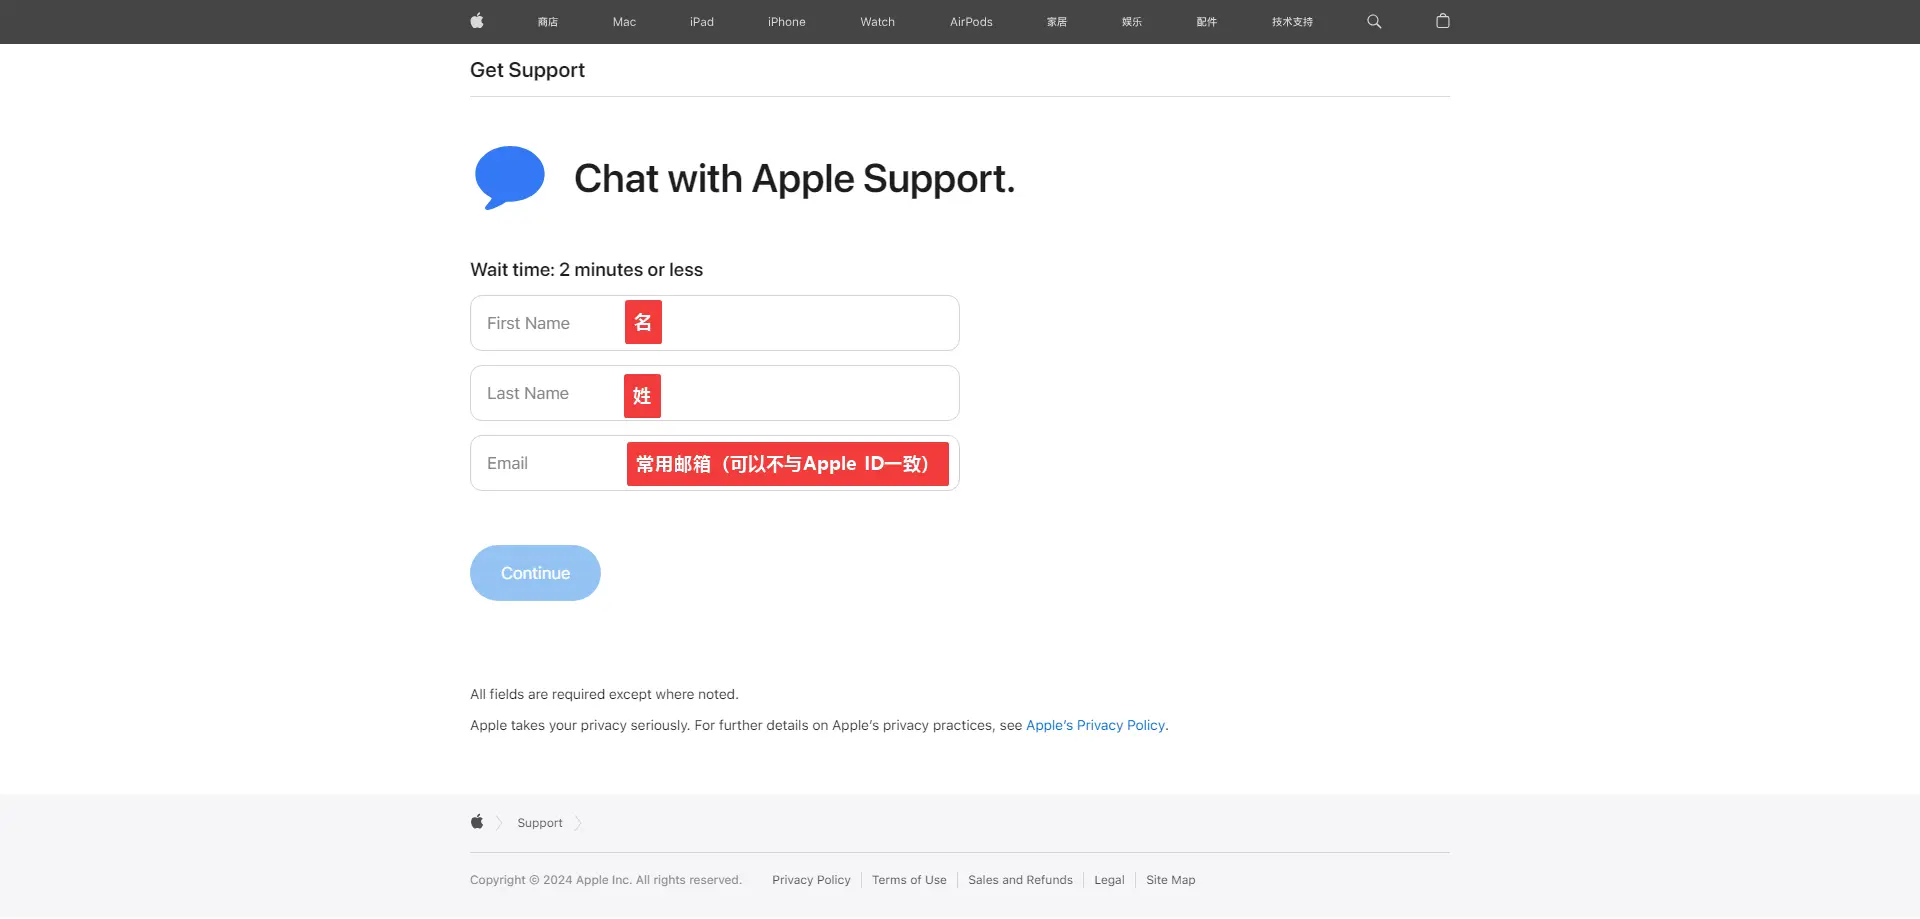 商店 Mac iPad iPhone Watch AirPods 家居 娱乐 配件 技术支持
Get Support
Chat with Apple Support.
Wait time: 2 minutes or less
First Name 名
Last Name 姓
Email 常用邮箱（可以不与Apple ID一致）
Continue
All fields are required except where noted.
Apple takes your privacy seriously. For further details on Apple’s privacy practices, see Apple’s Privacy Policy.
Support
Copyright © 2024 Apple Inc. All rights reserved. Privacy Policy Terms of Use Sales and Refunds Legal Site Map